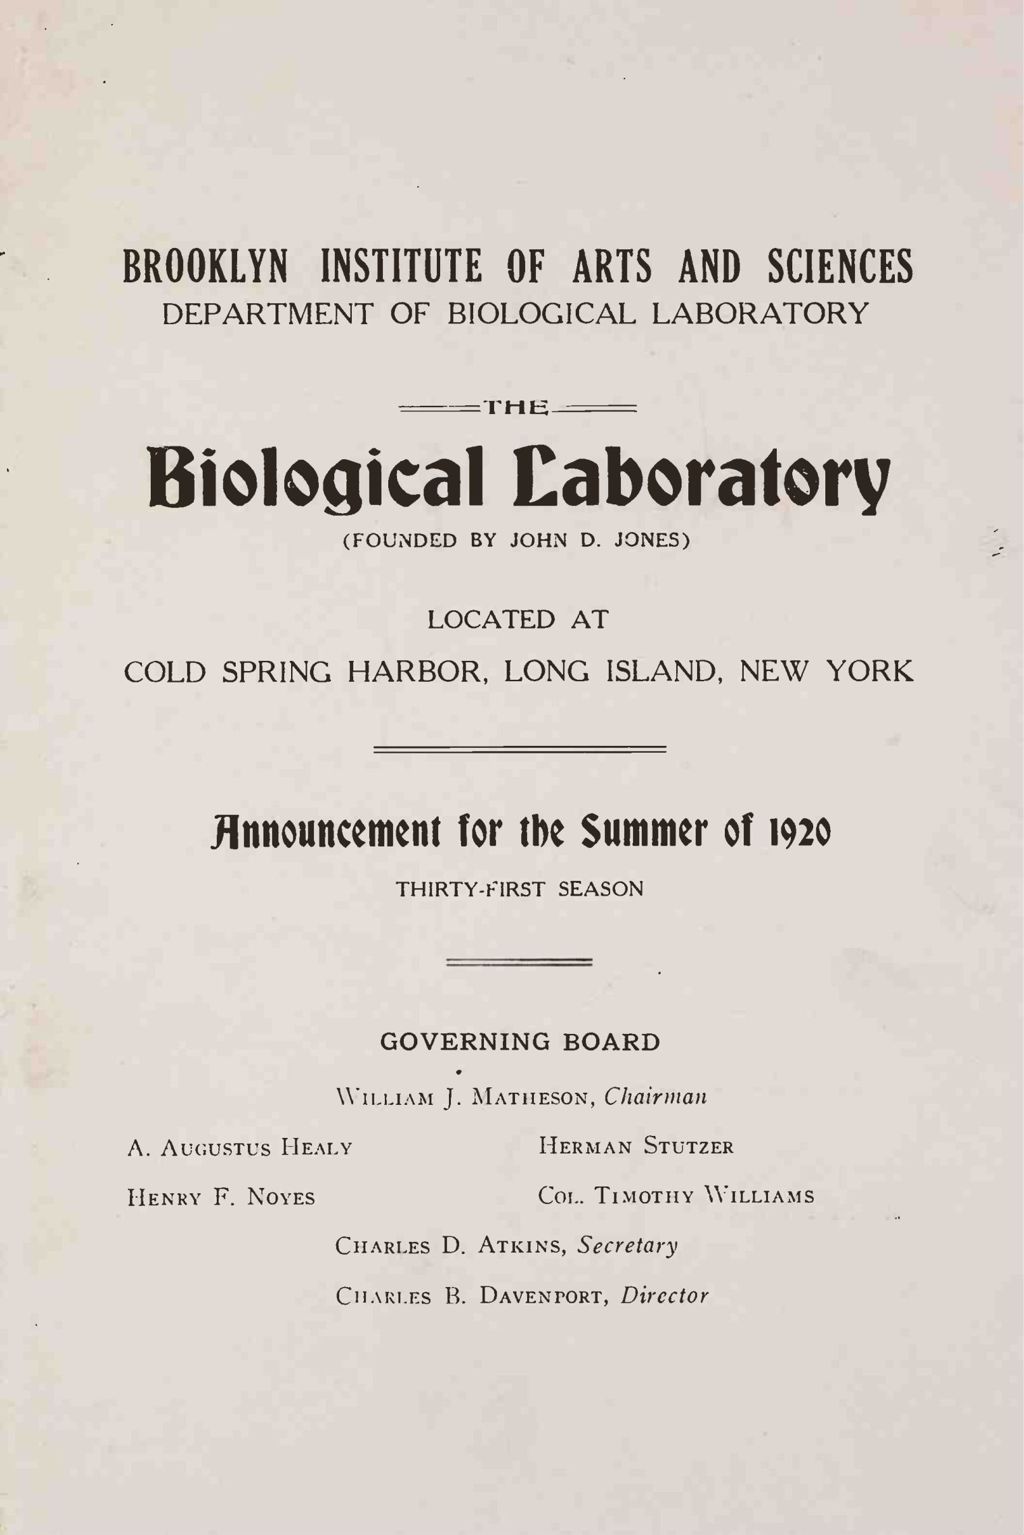 BROOKLYN INSTITUTE OF ARTS AND SCIENCES
DEPARTMENT OF BIOLOGICAL LABORATORY
THE
Biological Laboratory
(FOUNDED BY JOHN D. JONES)
LOCATED AT
COLD SPRING HARBOR, LONG ISLAND, NEW YORK
Announcement for the Summer of 1920
THIRTY-FIRST SEASON
GOVERNING BOARD
WILLIAM J. MATHESON, Chairman
A. AUGUSTUS HEALY HERMAN STUTZER
HENRY F. NOYES COL. TIMOTHY WILLIAMS
CHARLES D. ATKINS, Secretary
CHARLES B. DAVENPORT, Director